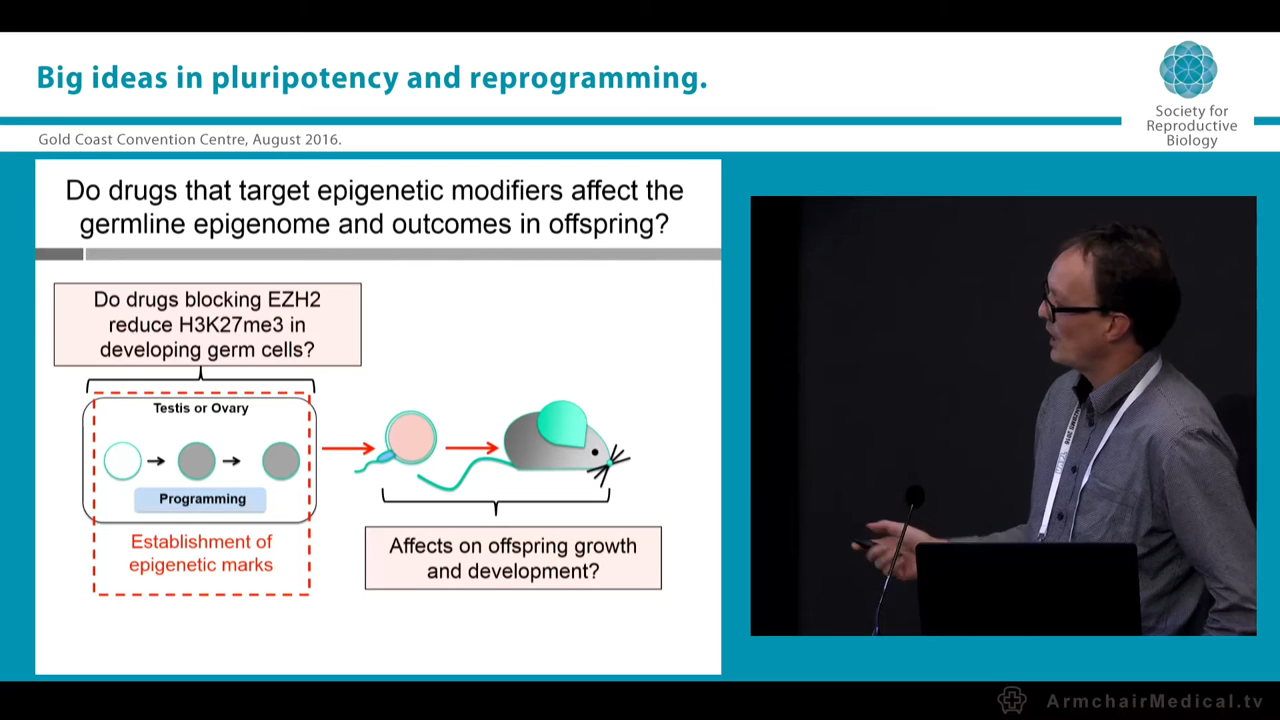 Big ideas in pluripotency and reprogramming.
Society for
Reproductive
Biology
Gold Coast Convention Centre, August 2016.
Do drugs that target epigenetic modifiers affect the
germline epigenome and outcomes in offspring?
Do drugs blocking EZH2
reduce H3K27me3 in
developing germ cells?
Testis or Ovary
Programming
Establishment of
epigenetic marks
Affects on offspring growth
and development?
ArmchairMedical.tv